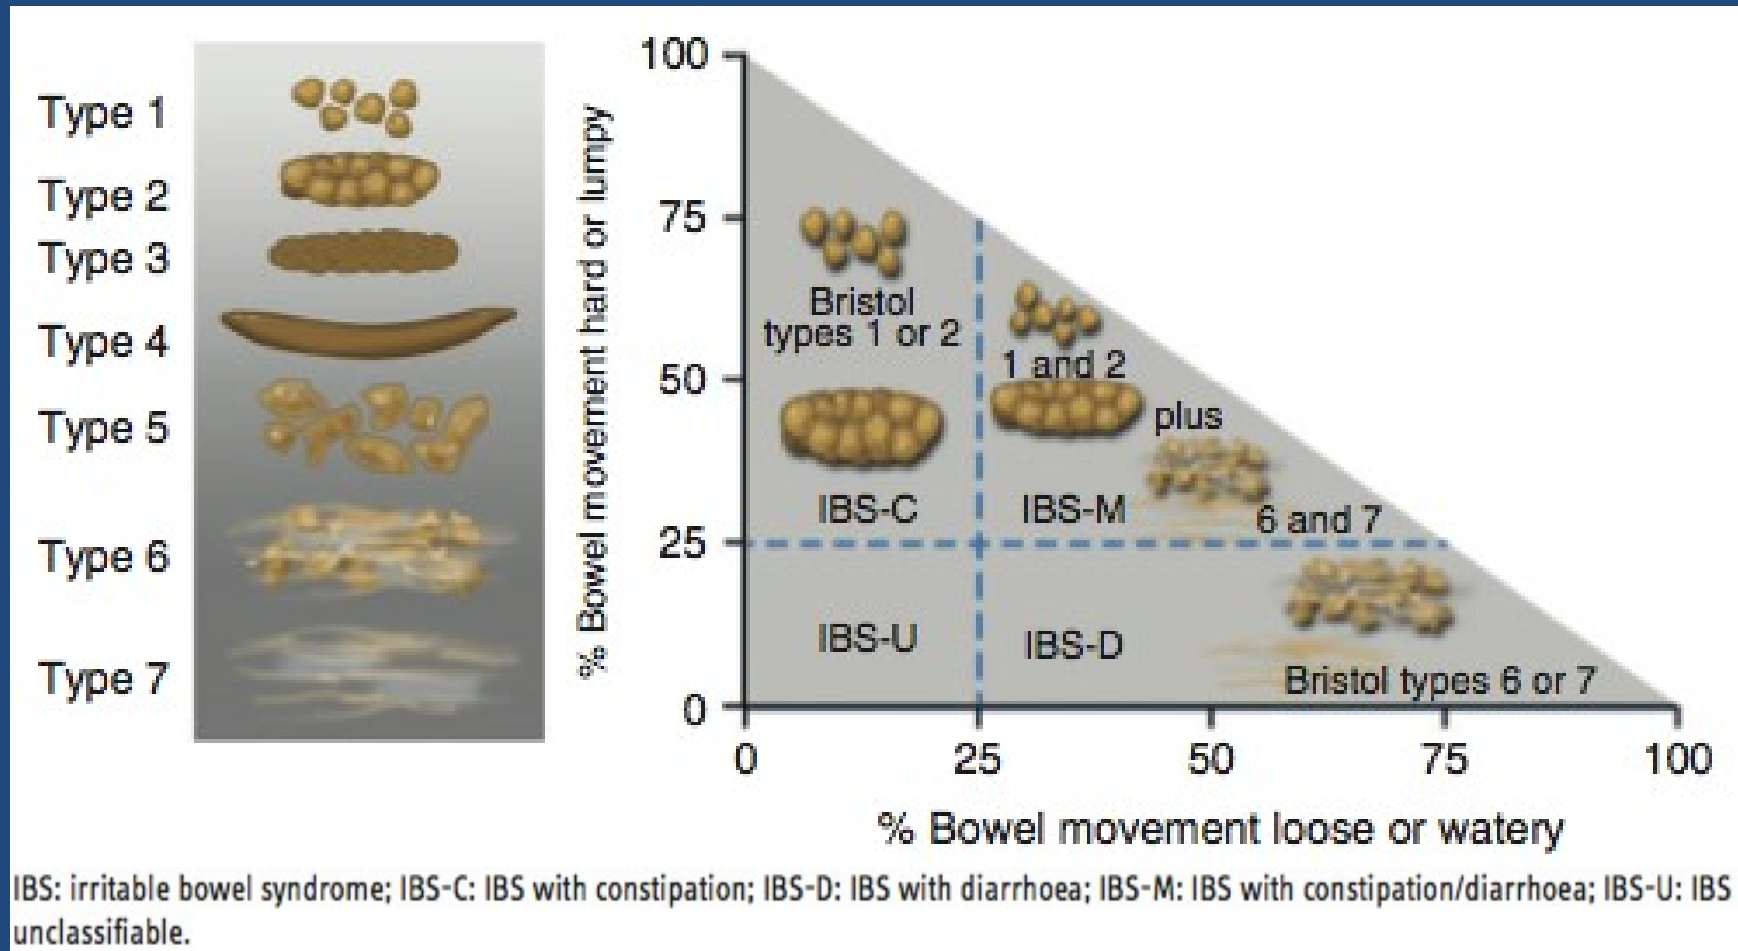 Type 1
Type 2
Type 3
Type 4
Type 5
Type 6
Type 7
% Bowel movement hard or lumpy
100
75
50
25
0
Bristol
types 1 or 2
1 and 2
plus
6 and 7
IBS-C
IBS-M
IBS-U
IBS-D
Bristol types 6 or 7
0
25
50
75
100
% Bowel movement loose or watery
IBS: irritable bowel syndrome; IBS-C: IBS with constipation; IBS-D: IBS with diarrhoea; IBS-M: IBS with constipation/diarrhoea; IBS-U: IBS
unclassifiable.